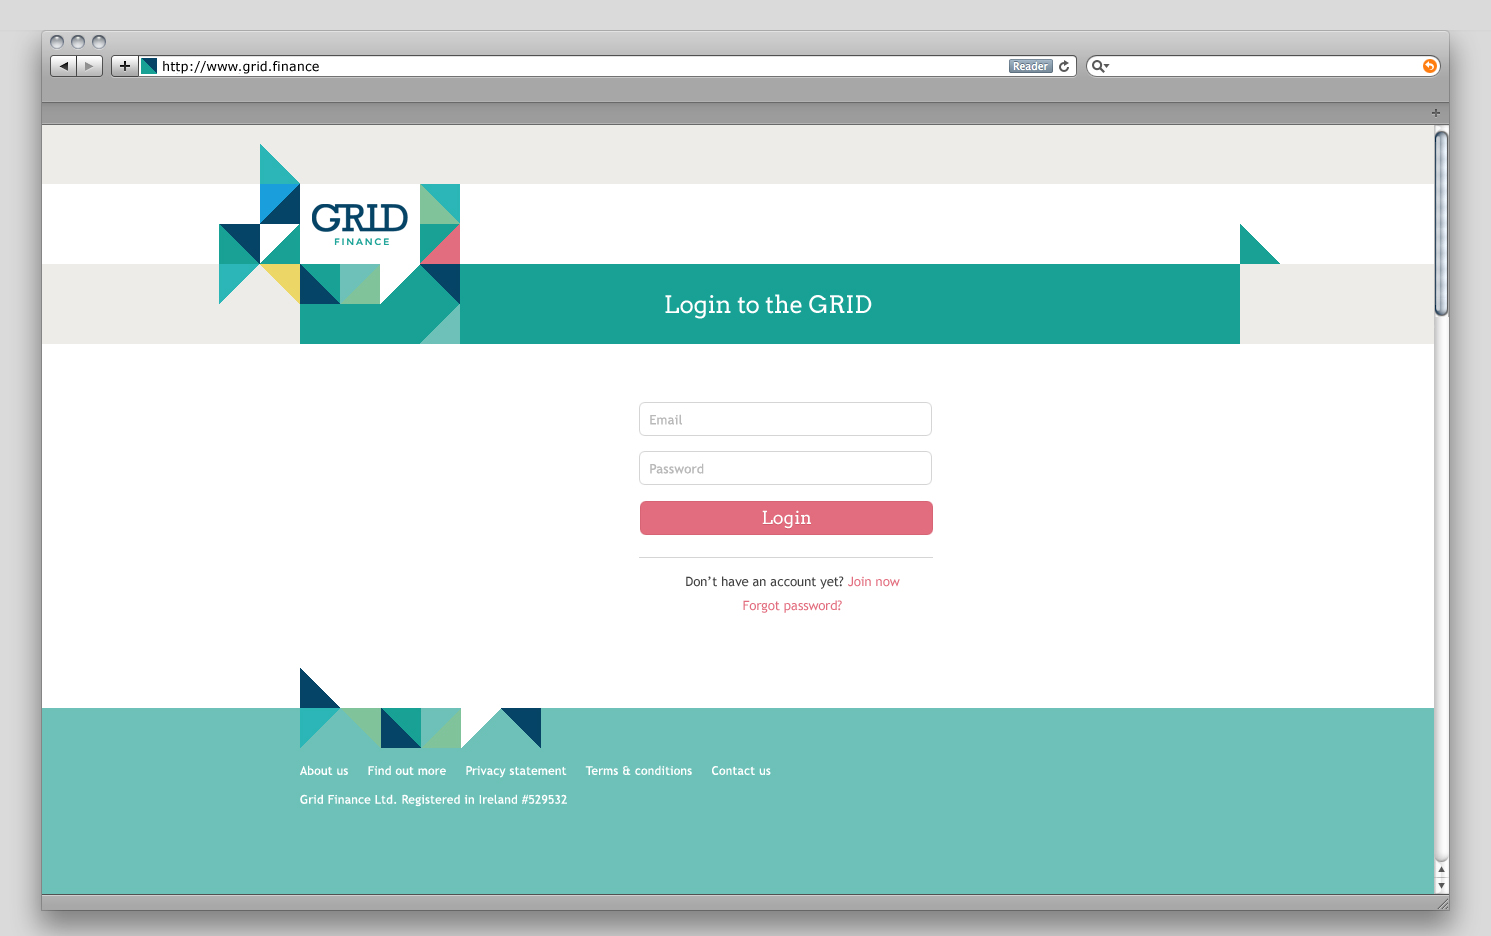 http://www.grid.finance
Reader
GRID
FINANCE
Login to the GRID
Email
Password
Login
Don’t have an account yet? Join now
Forgot password?
About us Find out more Privacy statement Terms & conditions Contact us
Grid Finance Ltd. Registered in Ireland #529532